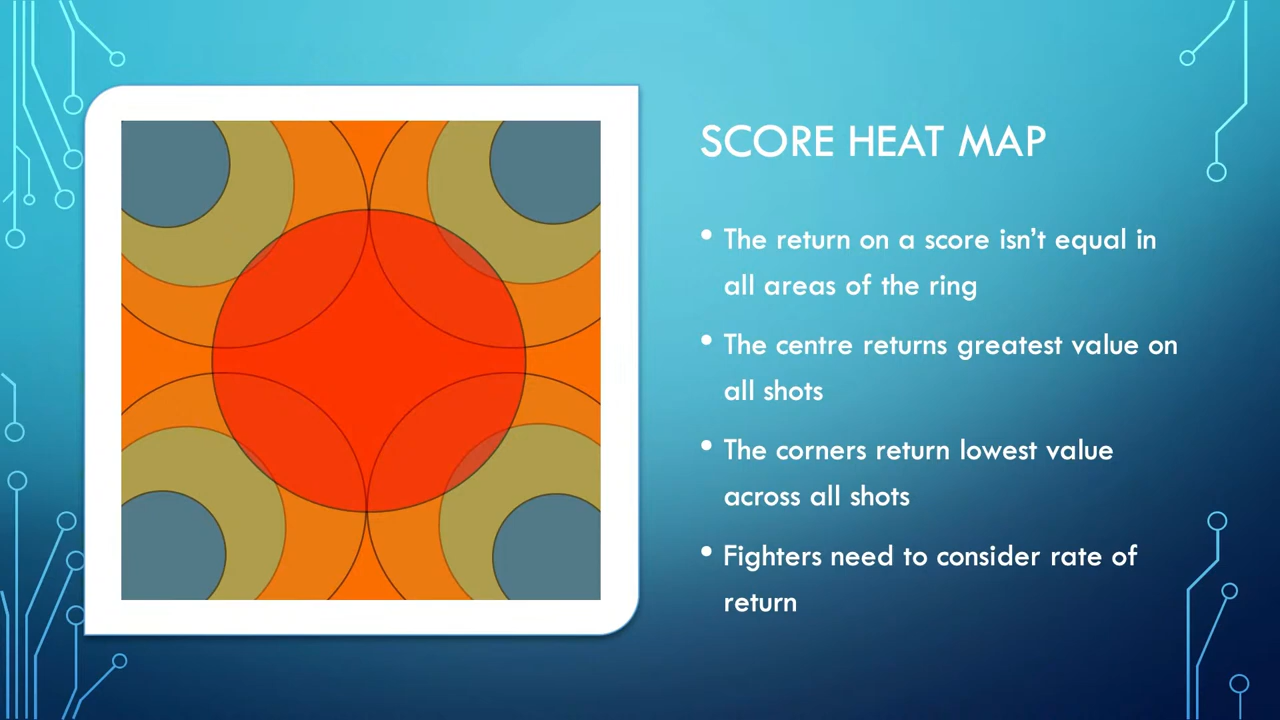 SCORE HEAT MAP
• The return on a score isn’t equal in
all areas of the ring
• The centre returns greatest value on
all shots
• The corners return lowest value
across all shots
• Fighters need to consider rate of
return